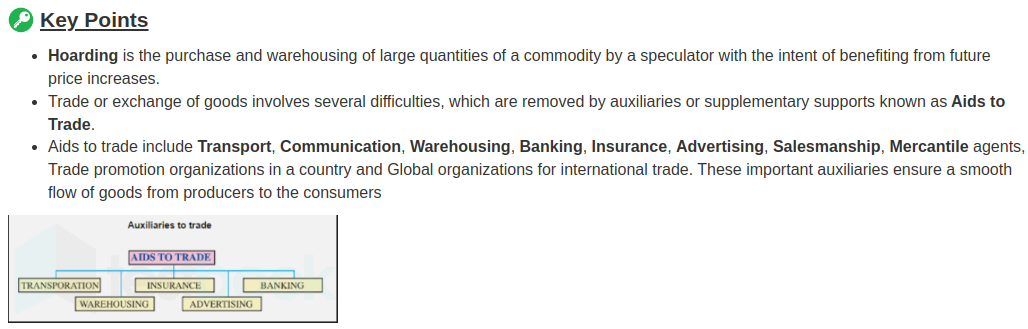 Key Points
Hoarding is the purchase and warehousing of large quantities of a commodity by a speculator with the intent of benefiting from future
price increases.
Trade or exchange of goods involves several difficulties, which are removed by auxiliaries or supplementary supports known as Aids to
Trade.
Aids to trade include Transport, Communication, Warehousing, Banking, Insurance, Advertising, Salesmanship, Mercantile agents,
Trade promotion organizations in a country and Global organizations for international trade. These important auxiliaries ensure a smooth
flow of goods from producers to the consumers
Auxiliaries to trade
AIDS TO TRADE
TRANSPORATION INSURANCE BANKING
WAREHOUSING ADVERTISING